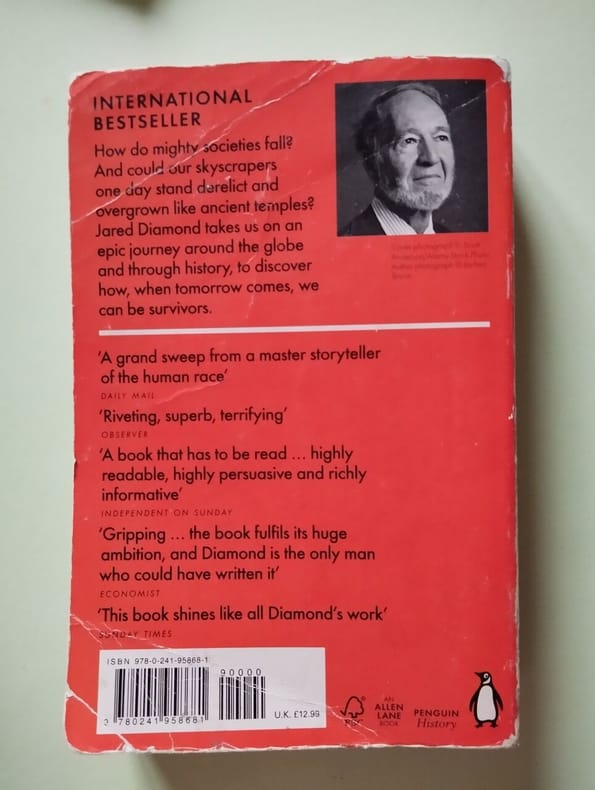 INTERNATIONAL
BESTSELLER
How do mighty societies fall?
And could our skyscrapers
one day stand derelict and
overgrown like ancient temples?
Jared Diamond takes us on an
epic journey around the globe
and through history, to discover
how, when tomorrow comes, we
can be survivors.
Cover photograph © Scott
Author photograph ©
'A grand sweep from a master storyteller
of the human race'
DAILY MAIL
'Riveting, superb, terrifying'
OBSERVER
'A book that has to be read ... highly
readable, highly persuasive and richly
informative'
INDEPENDENT ON SUNDAY
'Gripping ... the book fulfils its huge
ambition, and Diamond is the only man
who could have written it'
ECONOMIST
'This book shines like all Diamond's work'
SUNDAY TIMES
ISBN 978-0-241-95868-1
90000
9 780241 958681
U.K. £12.99
FSC
AN
ALLEN
LANE
BOOK
PENGUIN
History